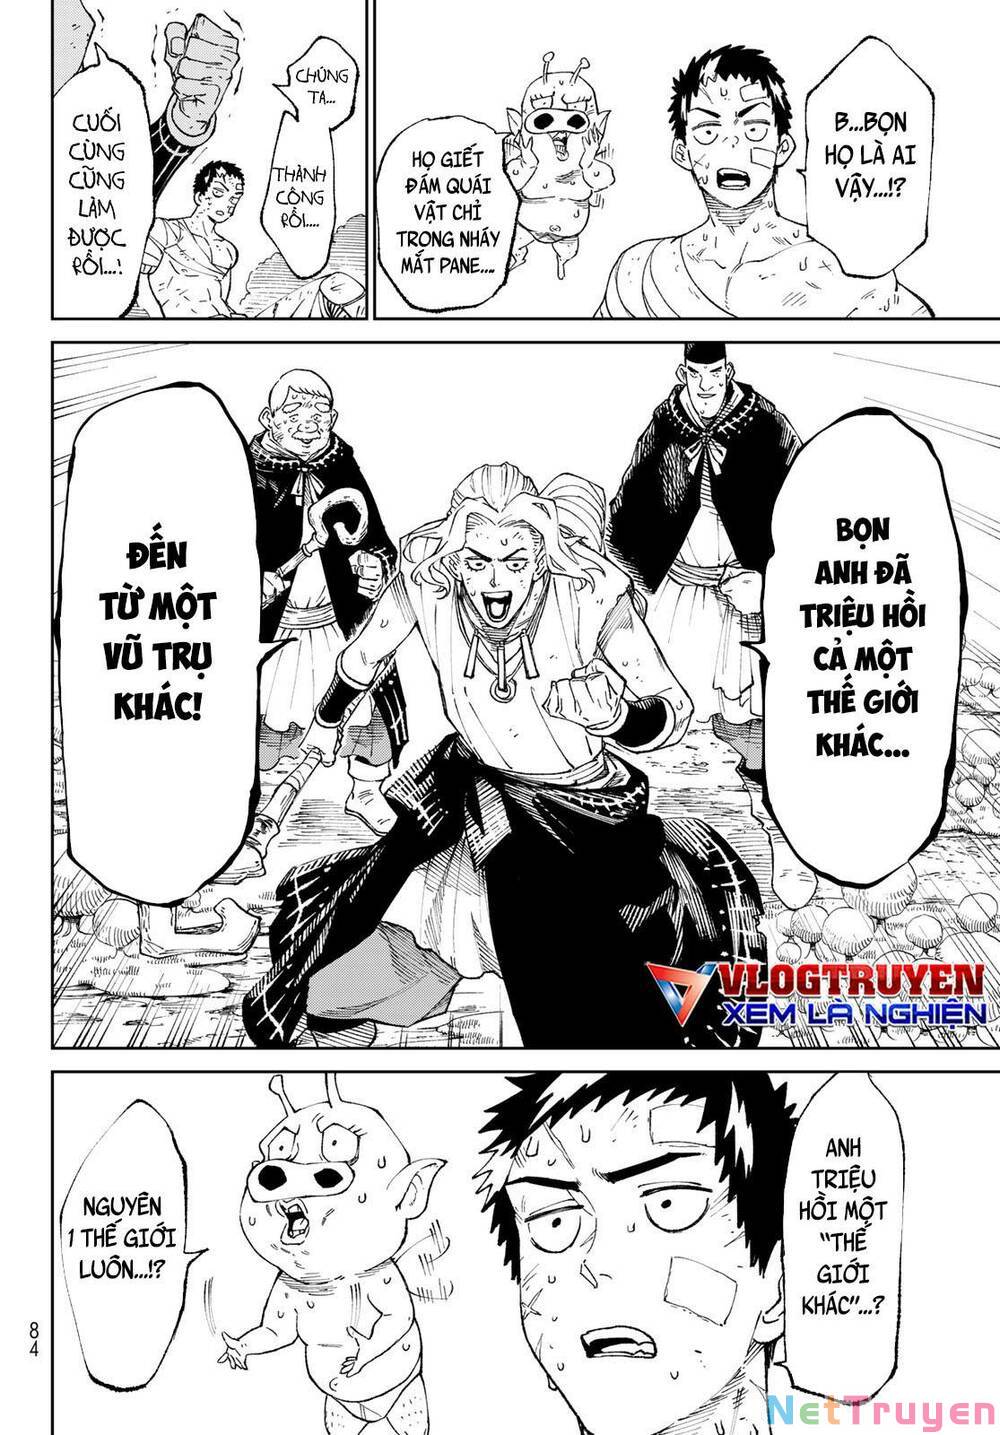 B...BỌN
HỌ LÀ AI
VẬY...!?
HỌ GIẾT
ĐÁM QUÁI
VẬT CHỈ
TRONG NHÁY
MẮT PANE....
CHÚNG
TA...
THÀNH
CÔNG
RỒI....
CUỐI
CÙNG
CŨNG
LÀM
ĐƯỢC
RỒI...!
BỌN
ANH ĐÃ
TRIỆU HỒI
CẢ MỘT
THẾ GIỚI
KHÁC...
ĐẾN
TỪ MỘT
VŨ TRỤ
KHÁC!
VLOGTRUYEN
XEM LÀ NGHIỆN
ANH
TRIỆU
HỒI MỘT
“THẾ
GIỚI
KHÁC”...?
NGUYÊN
1 THẾ GIỚI
LUÔN...!?
84
NetTruyen